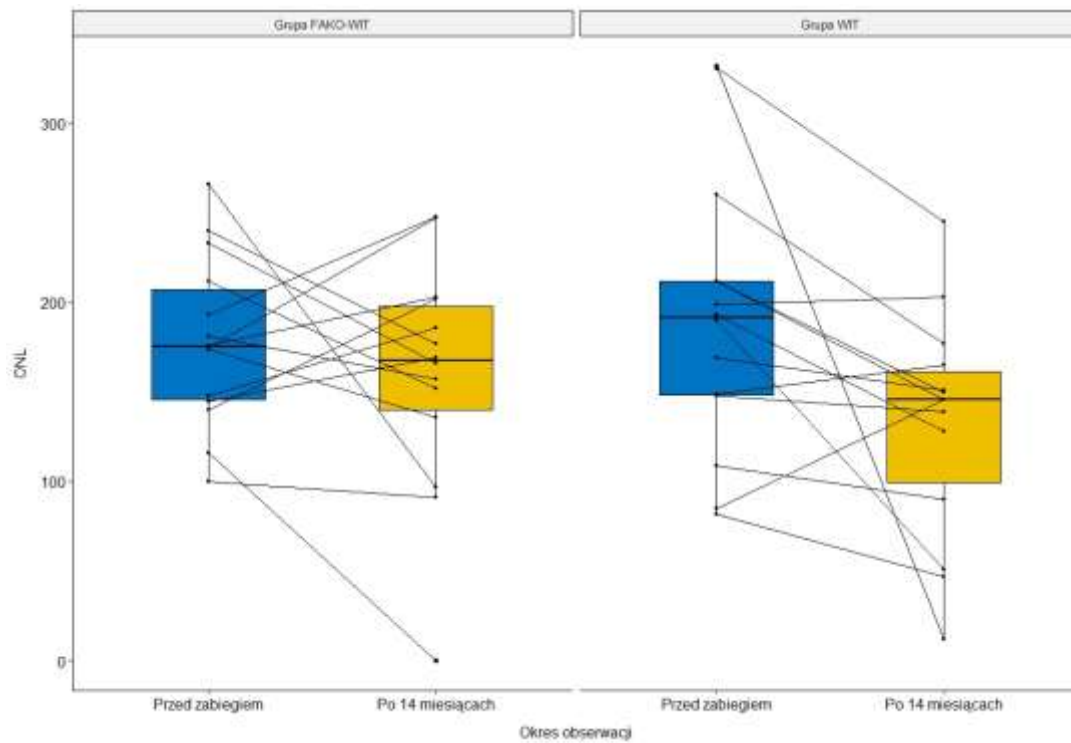 Grupa FAKO-WIT
Grupa WIT
ONL
300
200
100
0
Przed zabiegiem
Po 14 miesiącach
Przed zabiegiem
Po 14 miesiącach
Okres obserwacji